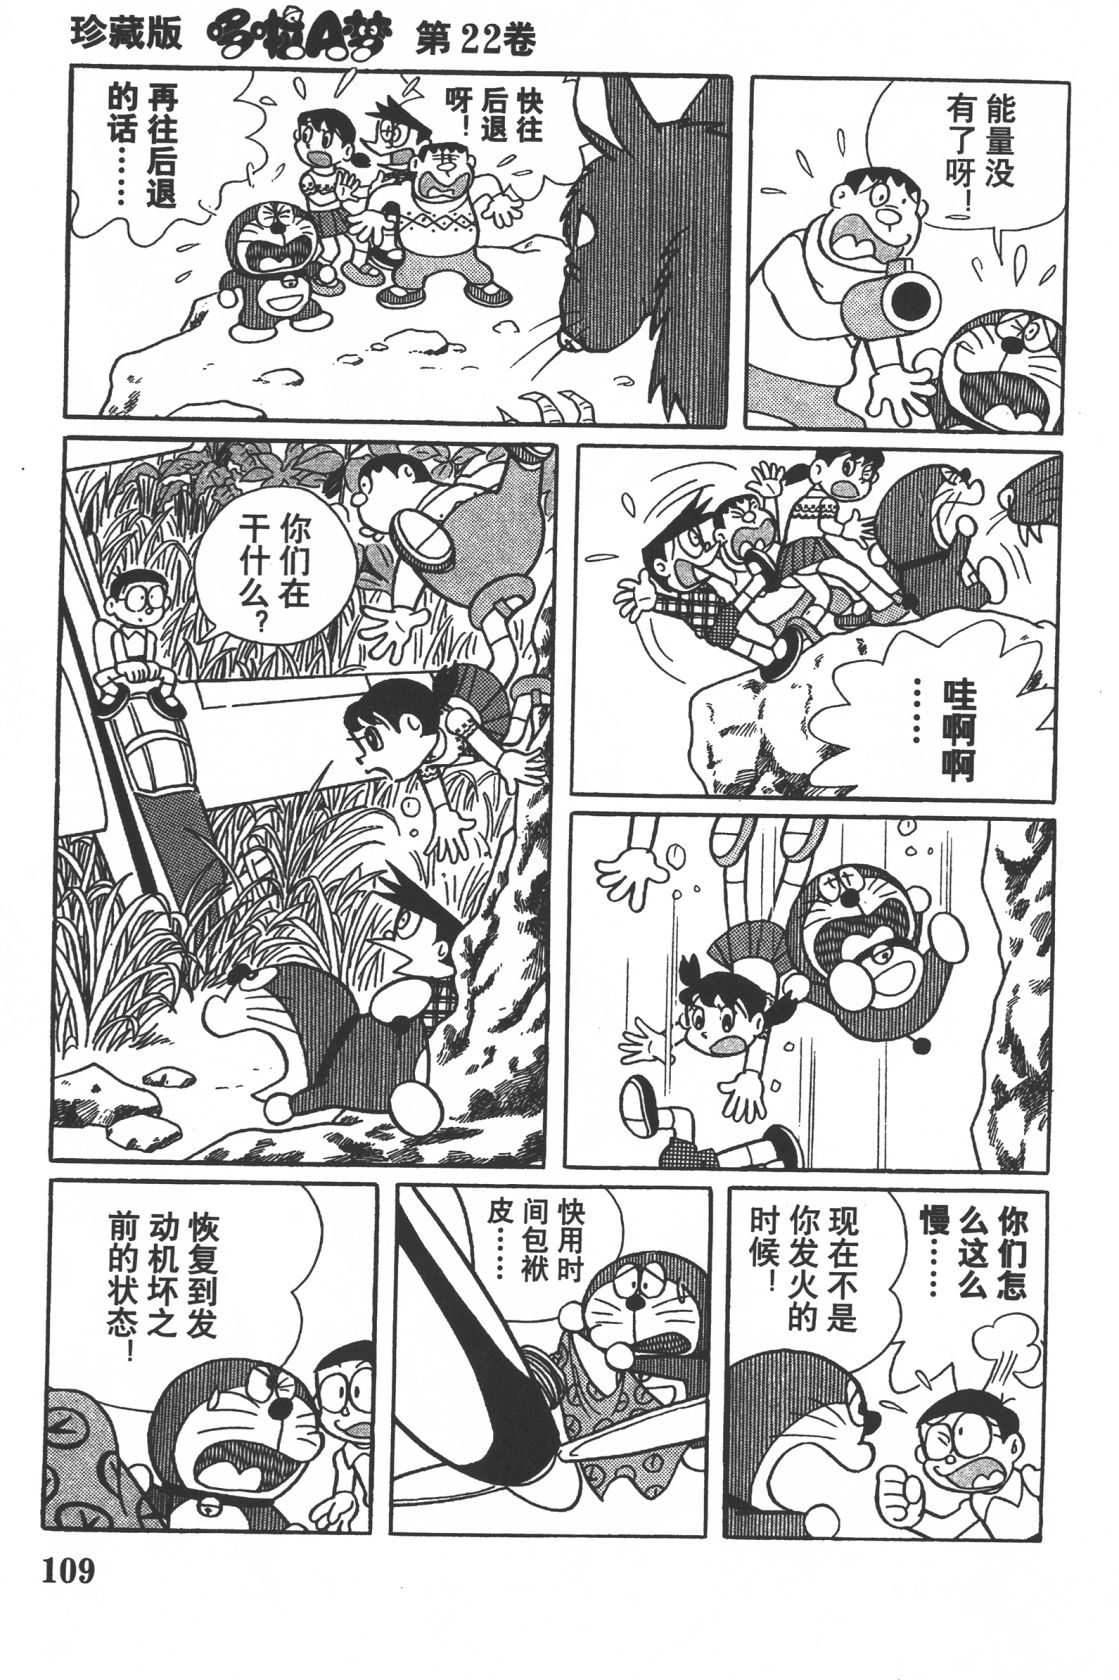 珍藏版 哆啦A梦 第22卷
能量没
有了呀！
快往
后退
呀！
再往后退
的话……
哇啊啊
……
你们在
干什么？
你们怎
么这么
慢……
现在不是
你发火的
时候！
快用时
间包袱
皮……
恢复到发
动机坏之
前的状态！
109